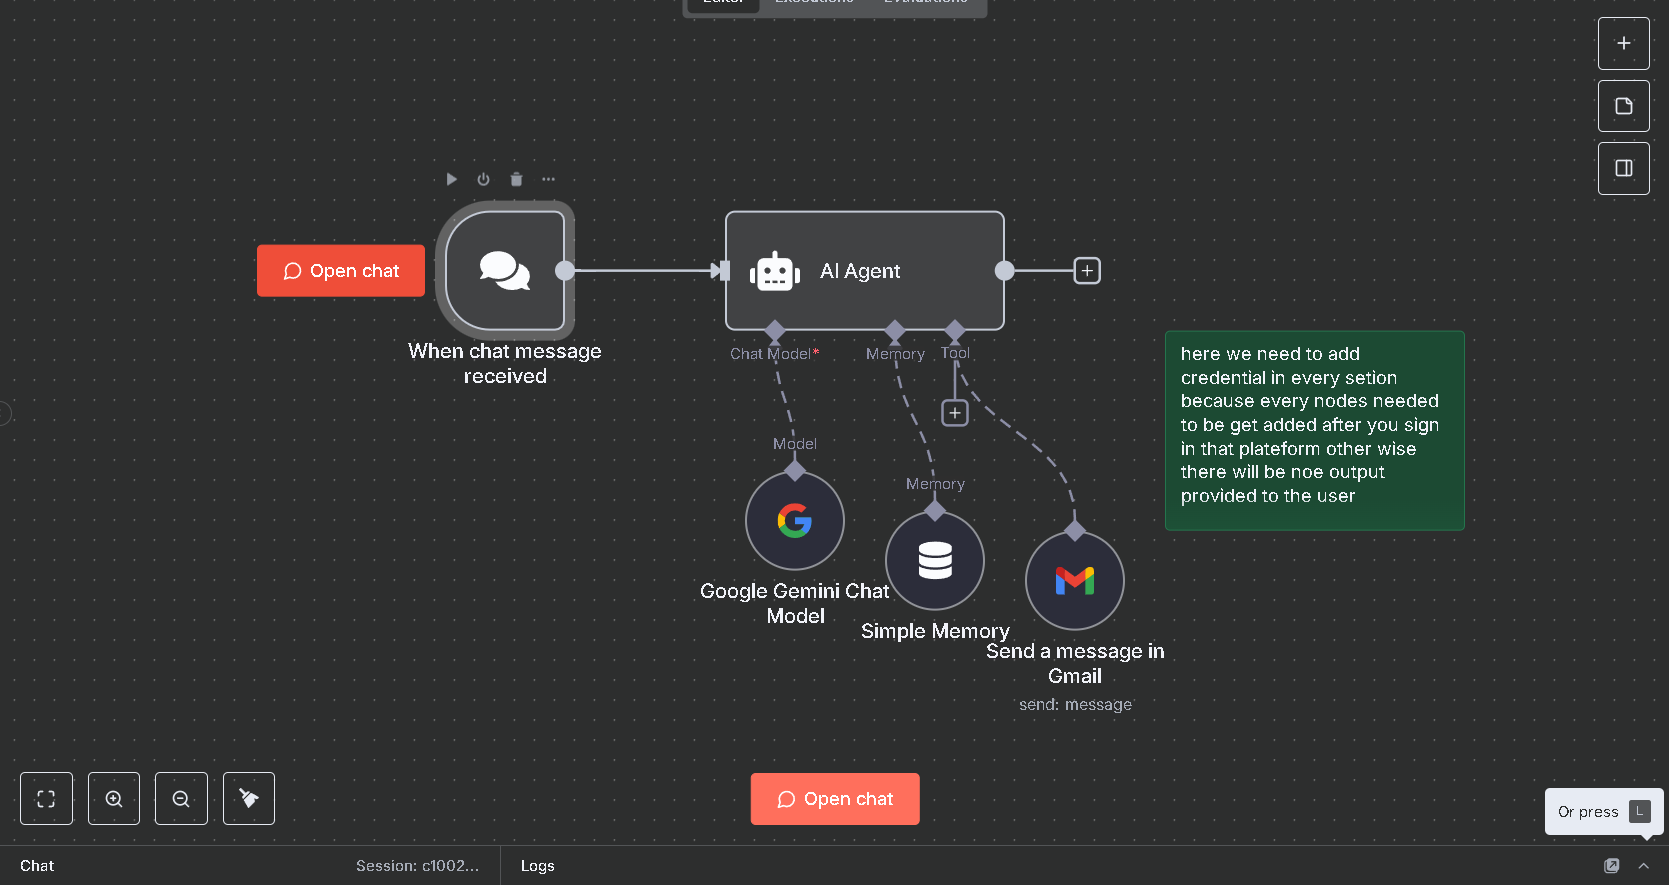 Editor Executions Evaluations
Open chat
When chat message
received
AI Agent
Chat Model*
Memory
Tool
Model
Memory
Google Gemini Chat
Model
Simple Memory
Send a message in
Gmail
send: message
here we need to add
credential in every setion
because every nodes needed
to be get added after you sign
in that plateform other wise
there will be noe output
provided to the user
Open chat
Or press L
Chat
Session: c1002...
Logs